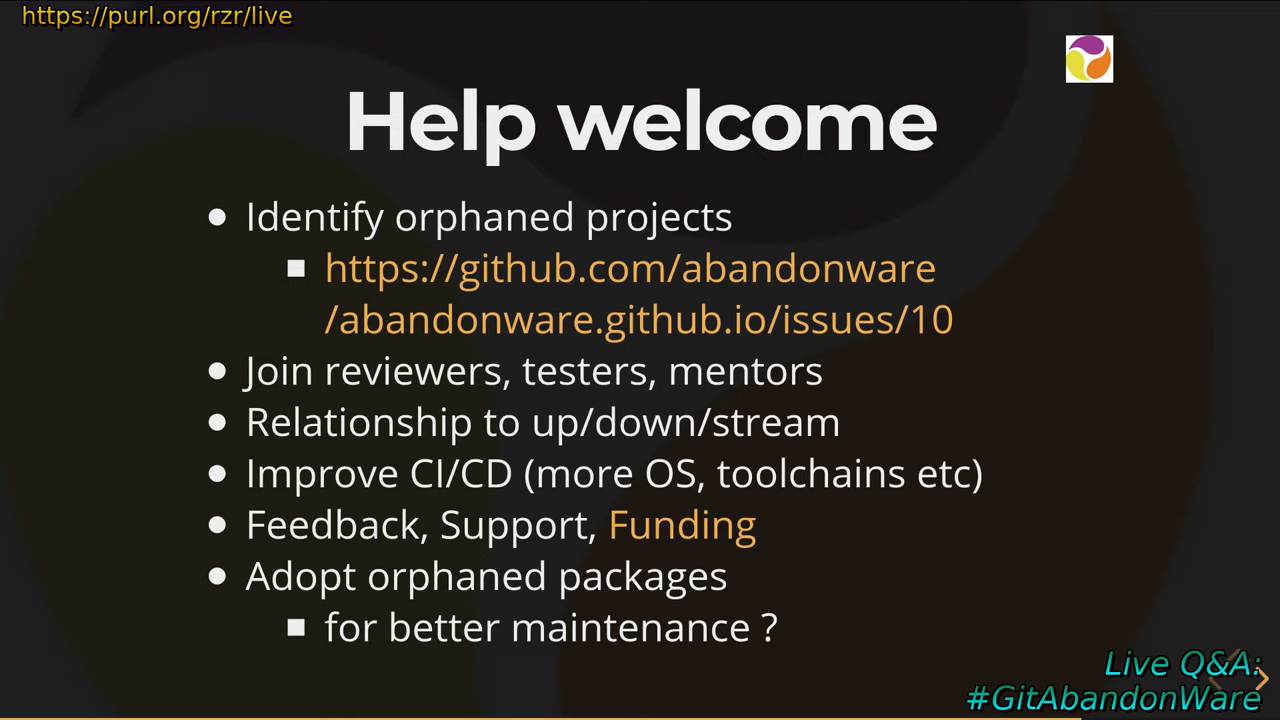 https://purl.org/rzr/live
Help welcome
Identify orphaned projects
https://github.com/abandonware
/abandonware.github.io/issues/10
Join reviewers, testers, mentors
Relationship to up/down/stream
Improve CI/CD (more OS, toolchains etc)
Feedback, Support, Funding
Adopt orphaned packages
for better maintenance ?
Live Q&A:
#GitAbandonWare